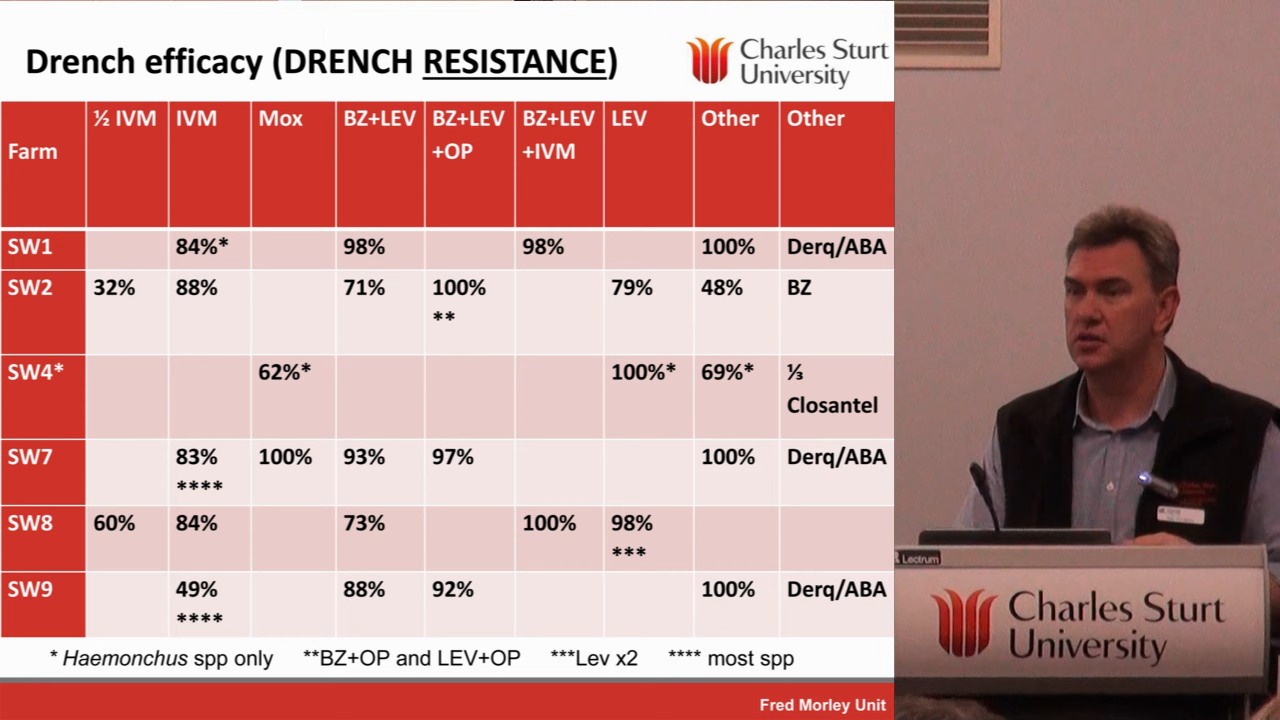 Drench efficacy (DRENCH RESISTANCE)
Charles Sturt
University
Farm ½ IVM IVM Mox BZ+LEV BZ+LEV +OP BZ+LEV +IVM LEV Other Other
SW1 84%* 98% 98% 100% Derq/ABA
SW2 32% 88% 71% 100% ** 79% 48% BZ
SW4* 62%* 100%* 69%* ⅓ Closantel
SW7 83% **** 100% 93% 97% 100% Derq/ABA
SW8 60% 84% 73% 100% 98% ***
SW9 49% **** 88% 92% 100% Derq/ABA
* Haemonchus spp only **BZ+OP and LEV+OP ***Lev x2 **** most spp
Fred Morley Unit
Lectrum
Charles Sturt
University